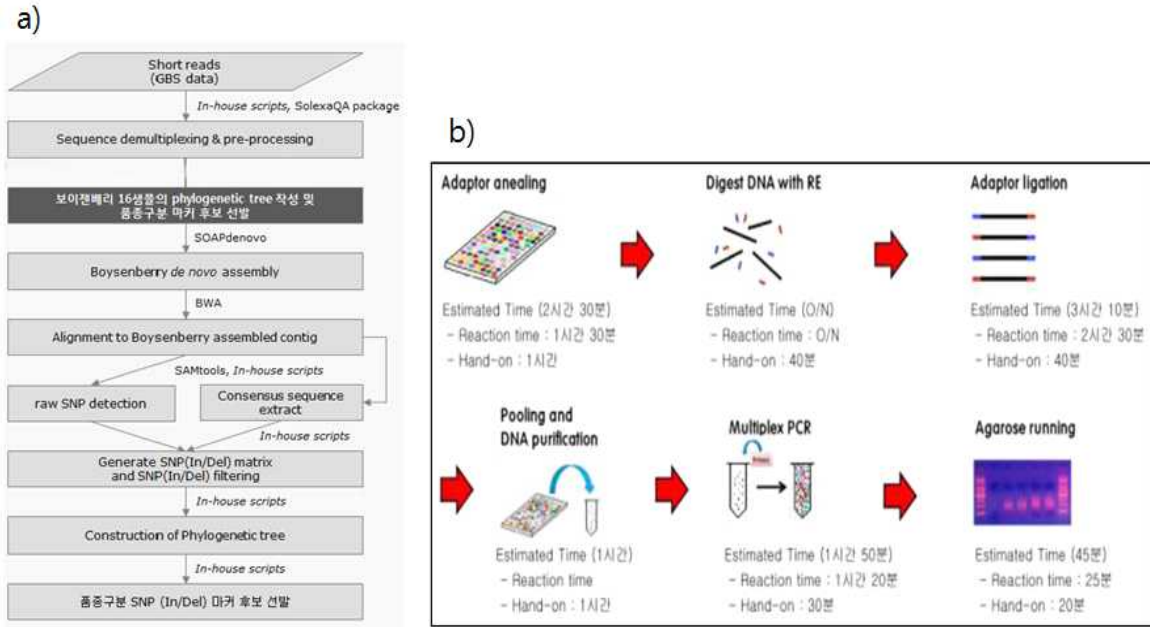 a)
Short reads
(GBS data)
In-house scripts, SolexaQA package
Sequence demultiplexing & pre-processing
보이젠베리 16샘플의 phylogenetic tree 작성 및
품종구분 마커 후보 선발
SOAPdenovo
Boysenberry de novo assembly
BWA
Alignment to Boysenberry assembled contig
SAMtools, In-house scripts
raw SNP detection
Consensus sequence
extract
In-house scripts
Generate SNP(In/Del) matrix
and SNP(In/Del) filtering
In-house scripts
Construction of Phylogenetic tree
In-house scripts
품종구분 SNP (In/Del) 마커 후보 선발
b)
Adaptor anealing
Estimated Time (2시간 30분)
- Reaction time : 1시간 30분
- Hand-on : 1시간
Digest DNA with RE
Estimated Time (O/N)
- Reaction time : O/N
- Hand-on : 40분
Adaptor ligation
Estimated Time (3시간 10분)
- Reaction time : 2시간 30분
- Hand-on : 40분
Pooling and
DNA purification
Estimated Time (1시간)
- Reaction time
- Hand-on : 1시간
Multiplex PCR
Estimated Time (1시간 50분)
- Reaction time : 1시간 20분
- Hand-on : 30분
Agarose running
Estimated Time (45분)
- Reaction time : 25분
- Hand-on : 20분